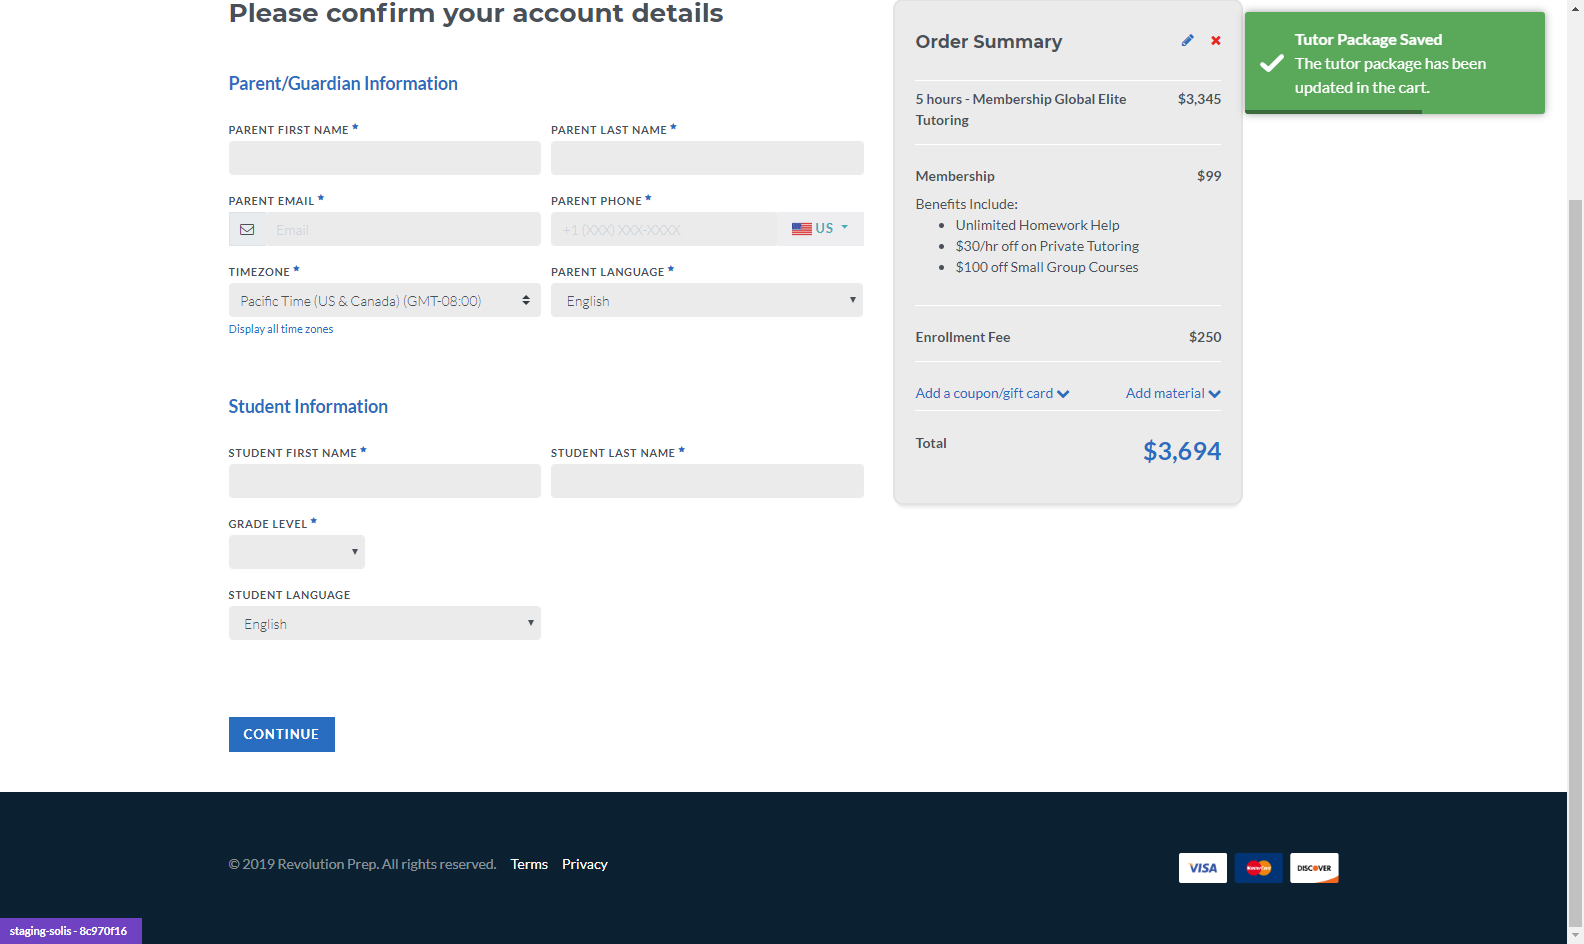 Please confirm your account details
Parent/Guardian Information
PARENT FIRST NAME *
PARENT LAST NAME *
PARENT EMAIL *
PARENT PHONE *
Email
+1 (XXX) XXX-XXXX
US
TIMEZONE *
PARENT LANGUAGE *
Pacific Time (US & Canada) (GMT-08:00)
English
Display all time zones
Student Information
STUDENT FIRST NAME *
STUDENT LAST NAME *
GRADE LEVEL *
STUDENT LANGUAGE
English
CONTINUE
Order Summary
5 hours - Membership Global Elite
Tutoring
$3,345
Membership
$99
Benefits Include:
• Unlimited Homework Help
• $30/hr off on Private Tutoring
• $100 off Small Group Courses
Enrollment Fee
$250
Add a coupon/gift card
Add material
Total
$3,694
Tutor Package Saved
The tutor package has been
updated in the cart.
© 2019 Revolution Prep. All rights reserved.
Terms
Privacy
VISA
MasterCard
DISCOVER
staging-solis - 8c970f16